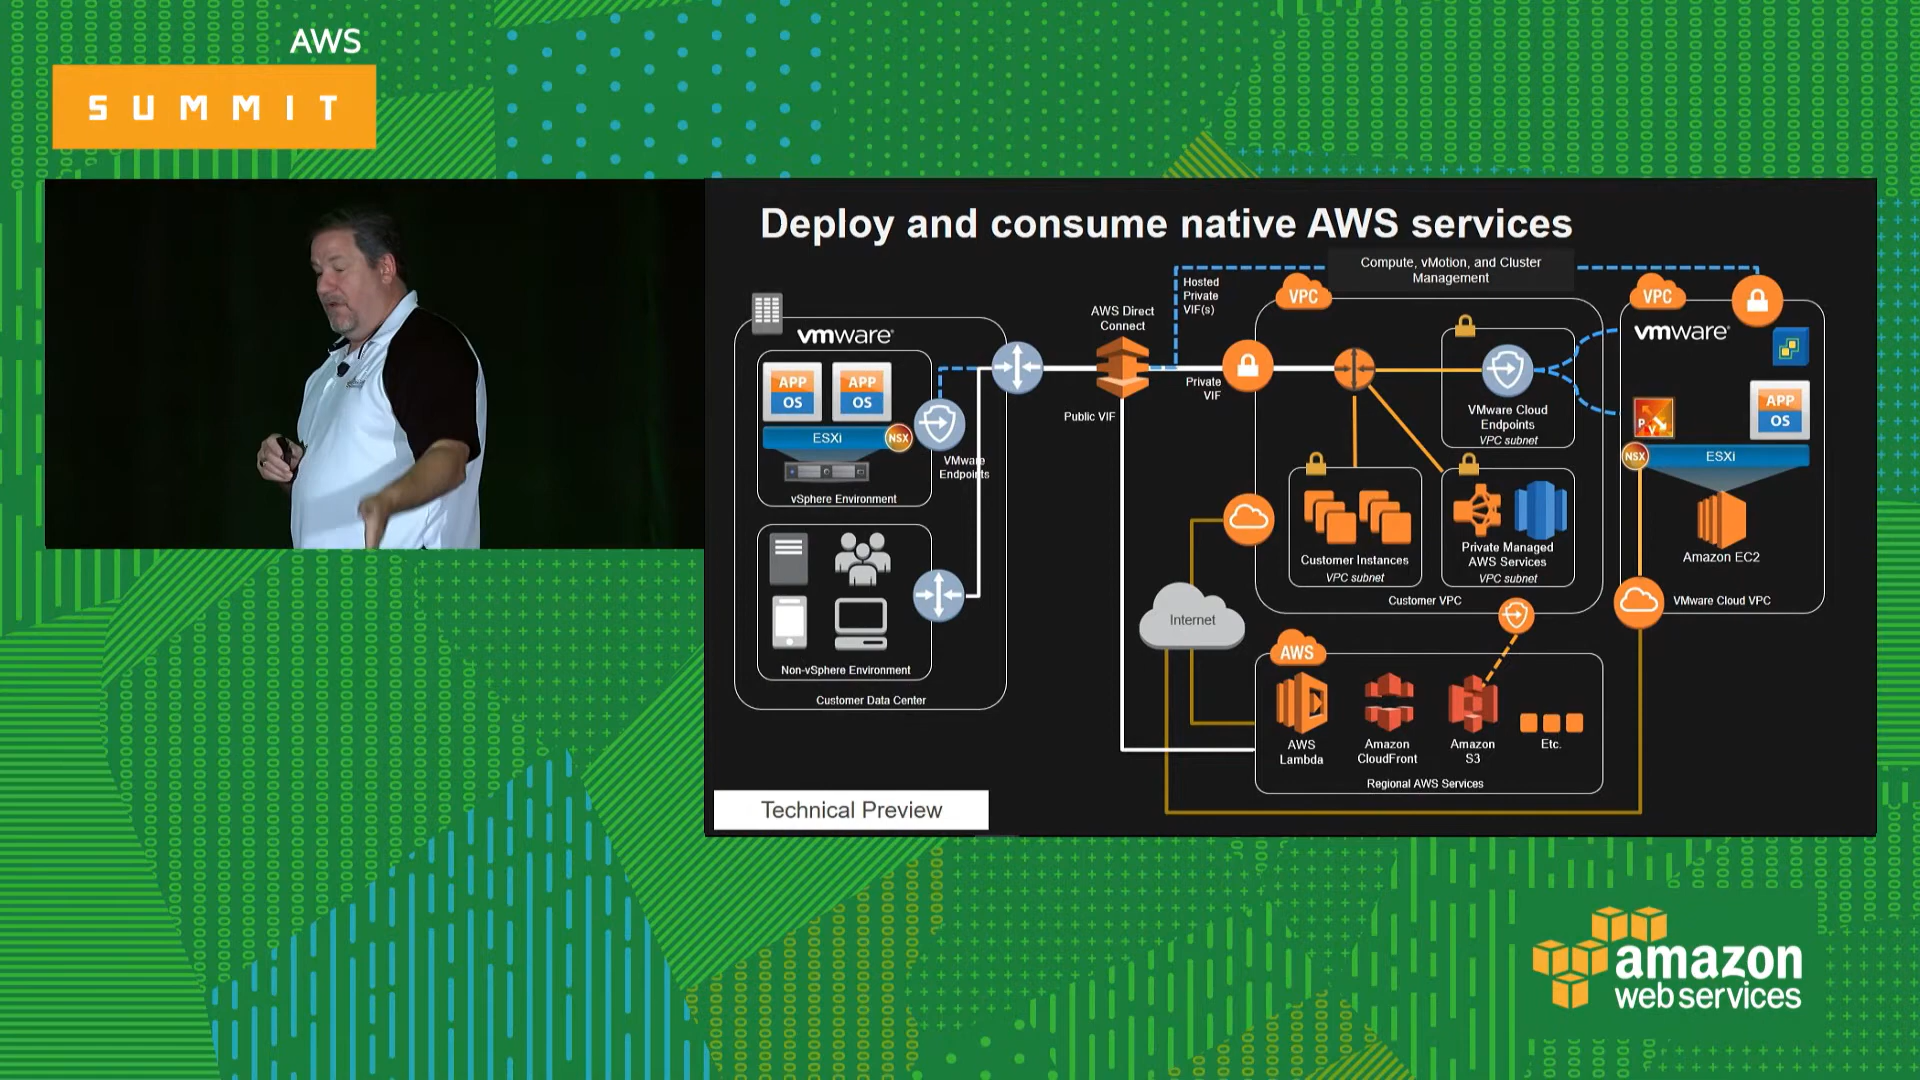 AWS
SUMMIT
Deploy and consume native AWS services
Compute, vMotion, and Cluster
Management
Hosted
Private
VIF(s)
VPC
VPC
AWS Direct
Connect
vmware
vmware
APP
OS
APP
OS
ESXi
NSX
VMware
Endpoints
vSphere Environment
Public VIF
Private
VIF
VMware Cloud
Endpoints
VPC subnet
APP
OS
NSX
ESXi
Amazon EC2
Customer Instances
VPC subnet
Private Managed
AWS Services
VPC subnet
Customer VPC
VMware Cloud VPC
Internet
Non-vSphere Environment
Customer Data Center
AWS
AWS
Lambda
Amazon
CloudFront
Amazon
S3
Etc.
Regional AWS Services
Technical Preview
amazon
web services